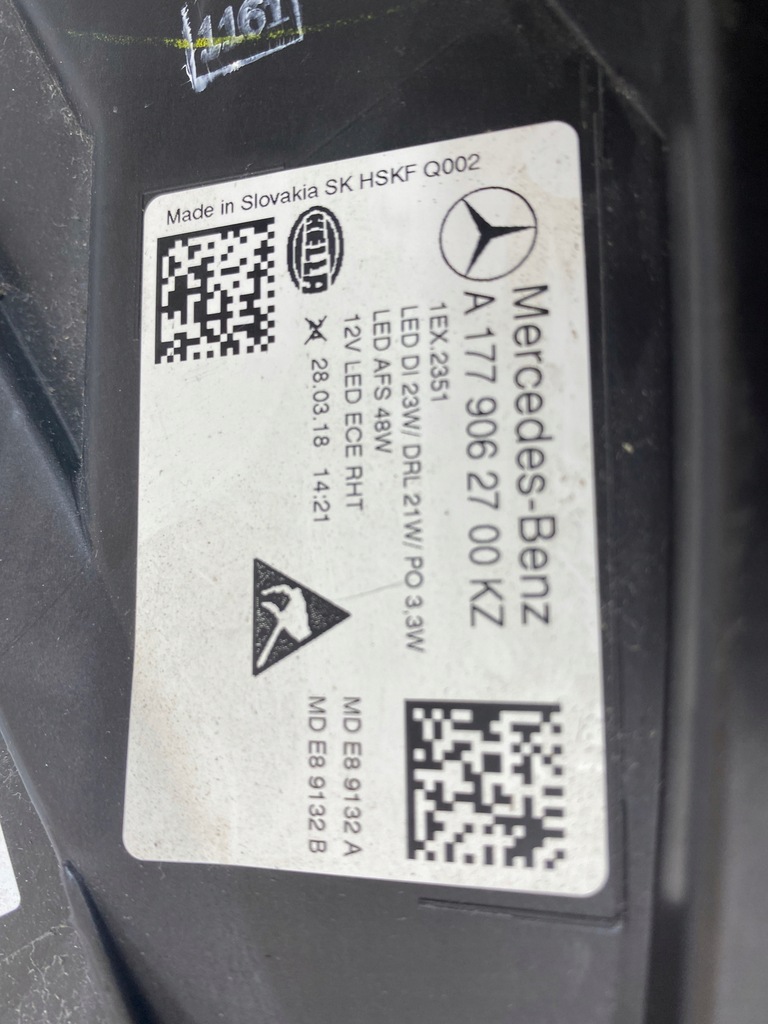 1161
Made in Slovakia SK HSKF Q002
Mercedes-Benz
A 177 906 27 00 KZ
1EX.2351
LED DI 23W/ DRL 21W/ PO 3,3W
LED AFS 48W
12V LED ECE RHT
28.03.18 14:21
HELLA
MD E8 9132 A
MD E8 9132 B